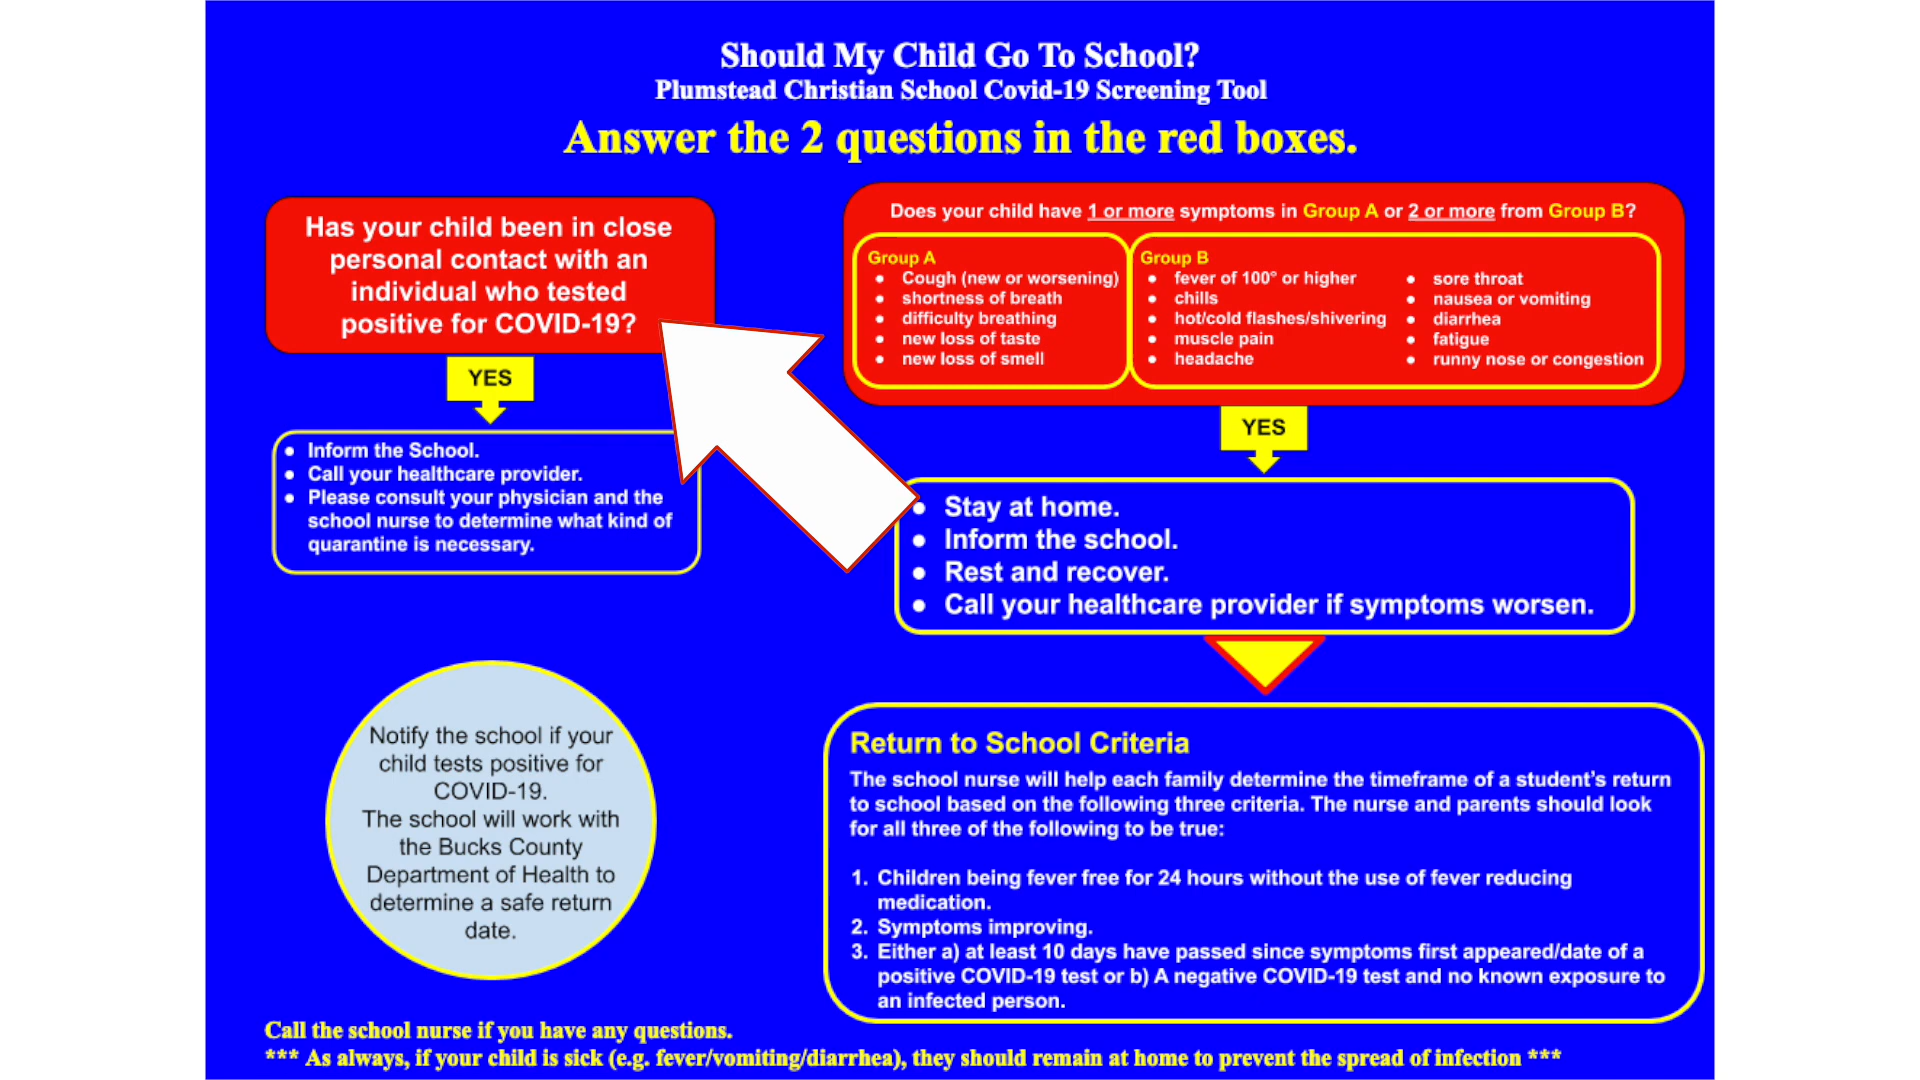 Should My Child Go To School?
Plumstead Christian School Covid-19 Screening Tool
Answer the 2 questions in the red boxes.
Has your child been in close
personal contact with an
individual who tested
positive for COVID-19?
YES
● Inform the School.
● Call your healthcare provider.
● Please consult your physician and the
school nurse to determine what kind of
quarantine is necessary.
Does your child have 1 or more symptoms in Group A or 2 or more from Group B?
Group A
● Cough (new or worsening)
● shortness of breath
● difficulty breathing
● new loss of taste
● new loss of smell
Group B
● fever of 100° or higher
● chills
● hot/cold flashes/shivering
● muscle pain
● headache
● sore throat
● nausea or vomiting
● diarrhea
● fatigue
● runny nose or congestion
YES
● Stay at home.
● Inform the school.
● Rest and recover.
● Call your healthcare provider if symptoms worsen.
Notify the school if your
child tests positive for
COVID-19.
The school will work with
the Bucks County
Department of Health to
determine a safe return
date.
Return to School Criteria
The school nurse will help each family determine the timeframe of a student's return
to school based on the following three criteria. The nurse and parents should look
for all three of the following to be true:
1. Children being fever free for 24 hours without the use of fever reducing
medication.
2. Symptoms improving.
3. Either a) at least 10 days have passed since symptoms first appeared/date of a
positive COVID-19 test or b) A negative COVID-19 test and no known exposure to
an infected person.
Call the school nurse if you have any questions.
*** As always, if your child is sick (e.g. fever/vomiting/diarrhea), they should remain at home to prevent the spread of infection ***